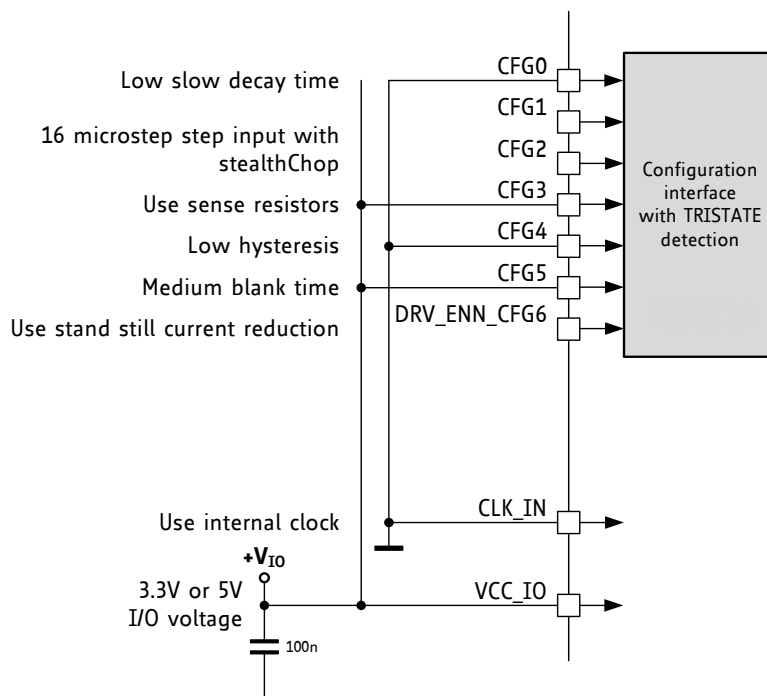 Low slow decay time
CFG0
CFG1
16 microstep step input with
stealthChop
CFG2
Use sense resistors
CFG3
Low hysteresis
CFG4
Medium blank time
CFG5
Use stand still current reduction
DRV_ENN_CFG6
Configuration
interface
with TRISTATE
detection
Use internal clock
CLK_IN
+VIO
3.3V or 5V
I/O voltage
VCC_IO
100n